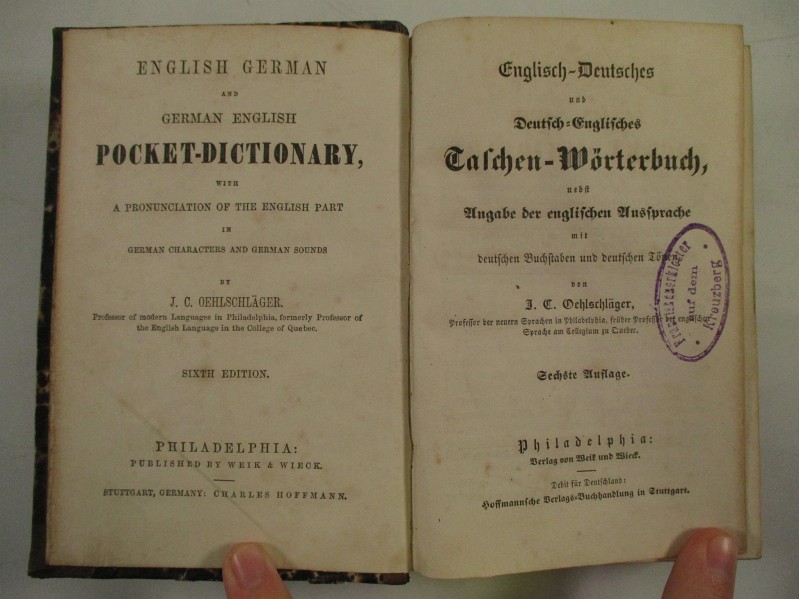 ENGLISH GERMAN
AND
GERMAN ENGLISH
POCKET-DICTIONARY,
WITH
A PRONUNCIATION OF THE ENGLISH PART
IN
GERMAN CHARACTERS AND GERMAN SOUNDS
BY
J. C. OEHLSCHLÄGER.
Professor of modern Languages in Philadelphia, formerly Professor of
the English Language in the College of Quebec.
SIXTH EDITION.
PHILADELPHIA:
PUBLISHED BY WEIK & WIECK.
STUTTGART, GERMANY: CHARLES HOFFMANN.
Englisch-Deutsches
und
Deutsch-Englisches
Taschen-Wörterbuch,
nebst
Angabe der englischen Aussprache
mit
deutschen Buchstaben und deutschen Tönen
von
J. C. Oehlschläger,
Professor der neuern Sprachen in Philadelphia, früher Professor der englischen
Sprache am Collegium zu Quebec.
Sechste Auflage.
Philadelphia:
Verlag von Weik und Wieck.
Debit für Deutschland:
Hoffmannsche Verlags-Buchhandlung in Stuttgart.
Franziskanerkloster
auf dem
Kreuzberg